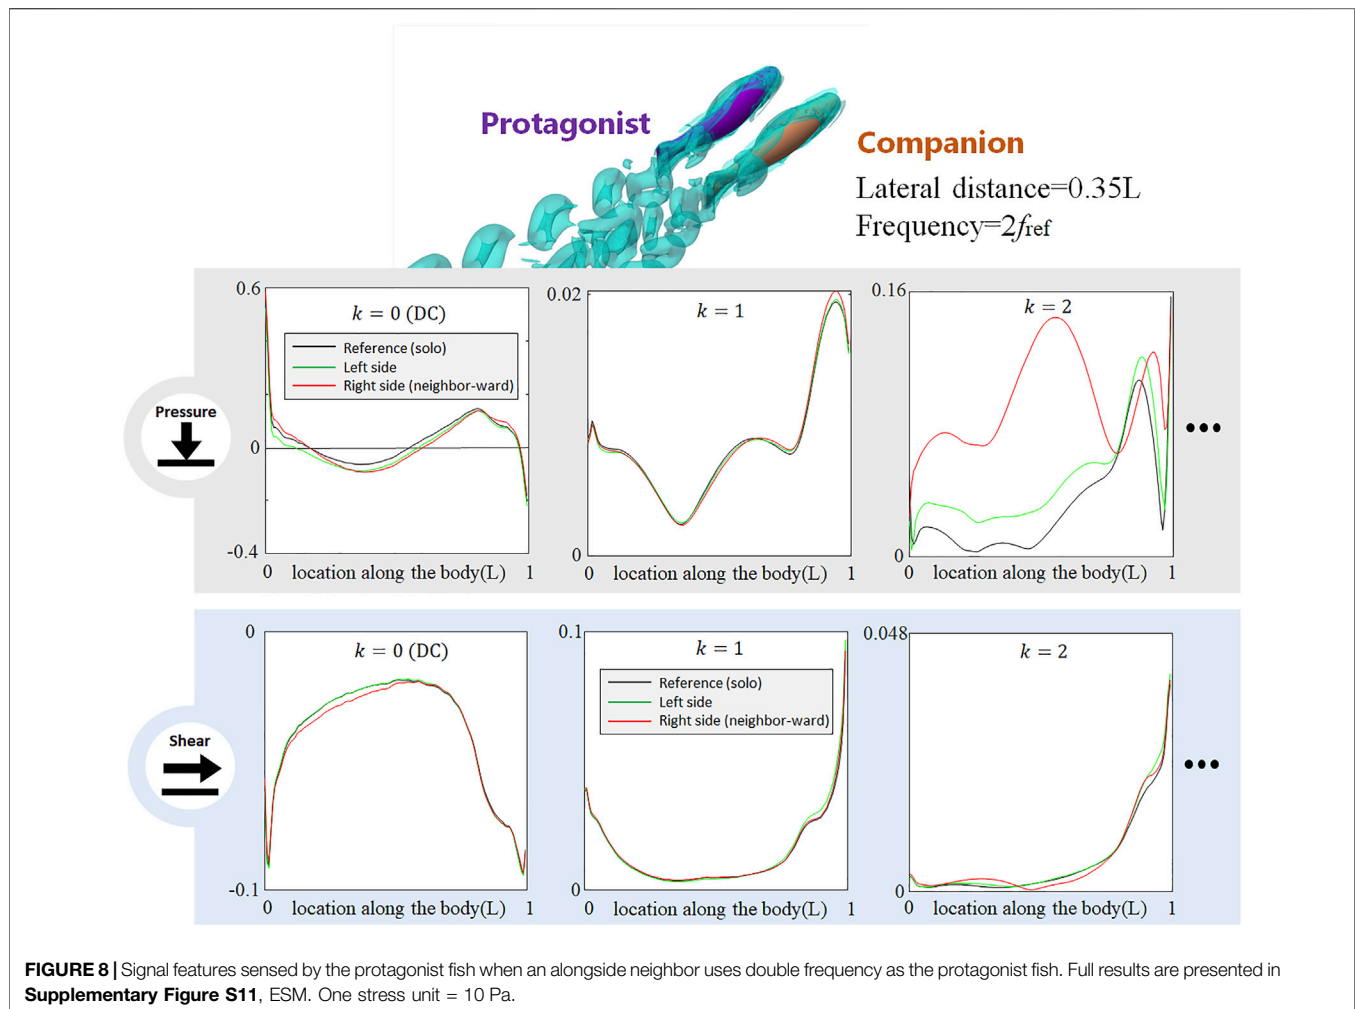 Protagonist
Companion
Lateral distance=0.35L
Frequency=2fref
Pressure
0.6
0
-0.4
k = 0 (DC)
Reference (solo)
Left side
Right side (neighbor-ward)
0 location along the body(L) 1
0.02
0
k = 1
0 location along the body(L) 1
0.16
0
k = 2
0 location along the body(L) 1
•••
Shear
0
-0.1
k = 0 (DC)
0 location along the body(L) 1
0.1
0
k = 1
Reference (solo)
Left side
Right side (neighbor-ward)
0 location along the body(L) 1
0.048
0
k = 2
0 location along the body(L) 1
•••
FIGURE 8 | Signal features sensed by the protagonist fish when an alongside neighbor uses double frequency as the protagonist fish. Full results are presented in
Supplementary Figure S11, ESM. One stress unit = 10 Pa.